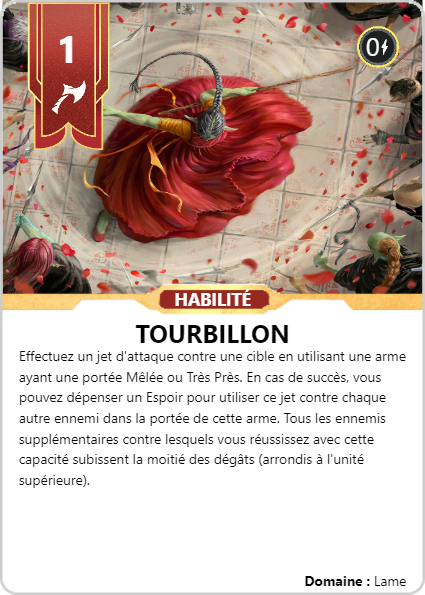 1
0
HABILITÉ
TOURBILLON
Effectuez un jet d'attaque contre une cible en utilisant une arme
ayant une portée Mêlée ou Très Près. En cas de succès, vous
pouvez dépenser un Espoir pour utiliser ce jet contre chaque
autre ennemi dans la portée de cette arme. Tous les ennemis
supplémentaires contre lesquels vous réussissez avec cette
capacité subissent la moitié des dégâts (arrondis à l'unité
supérieure).
Domaine : Lame